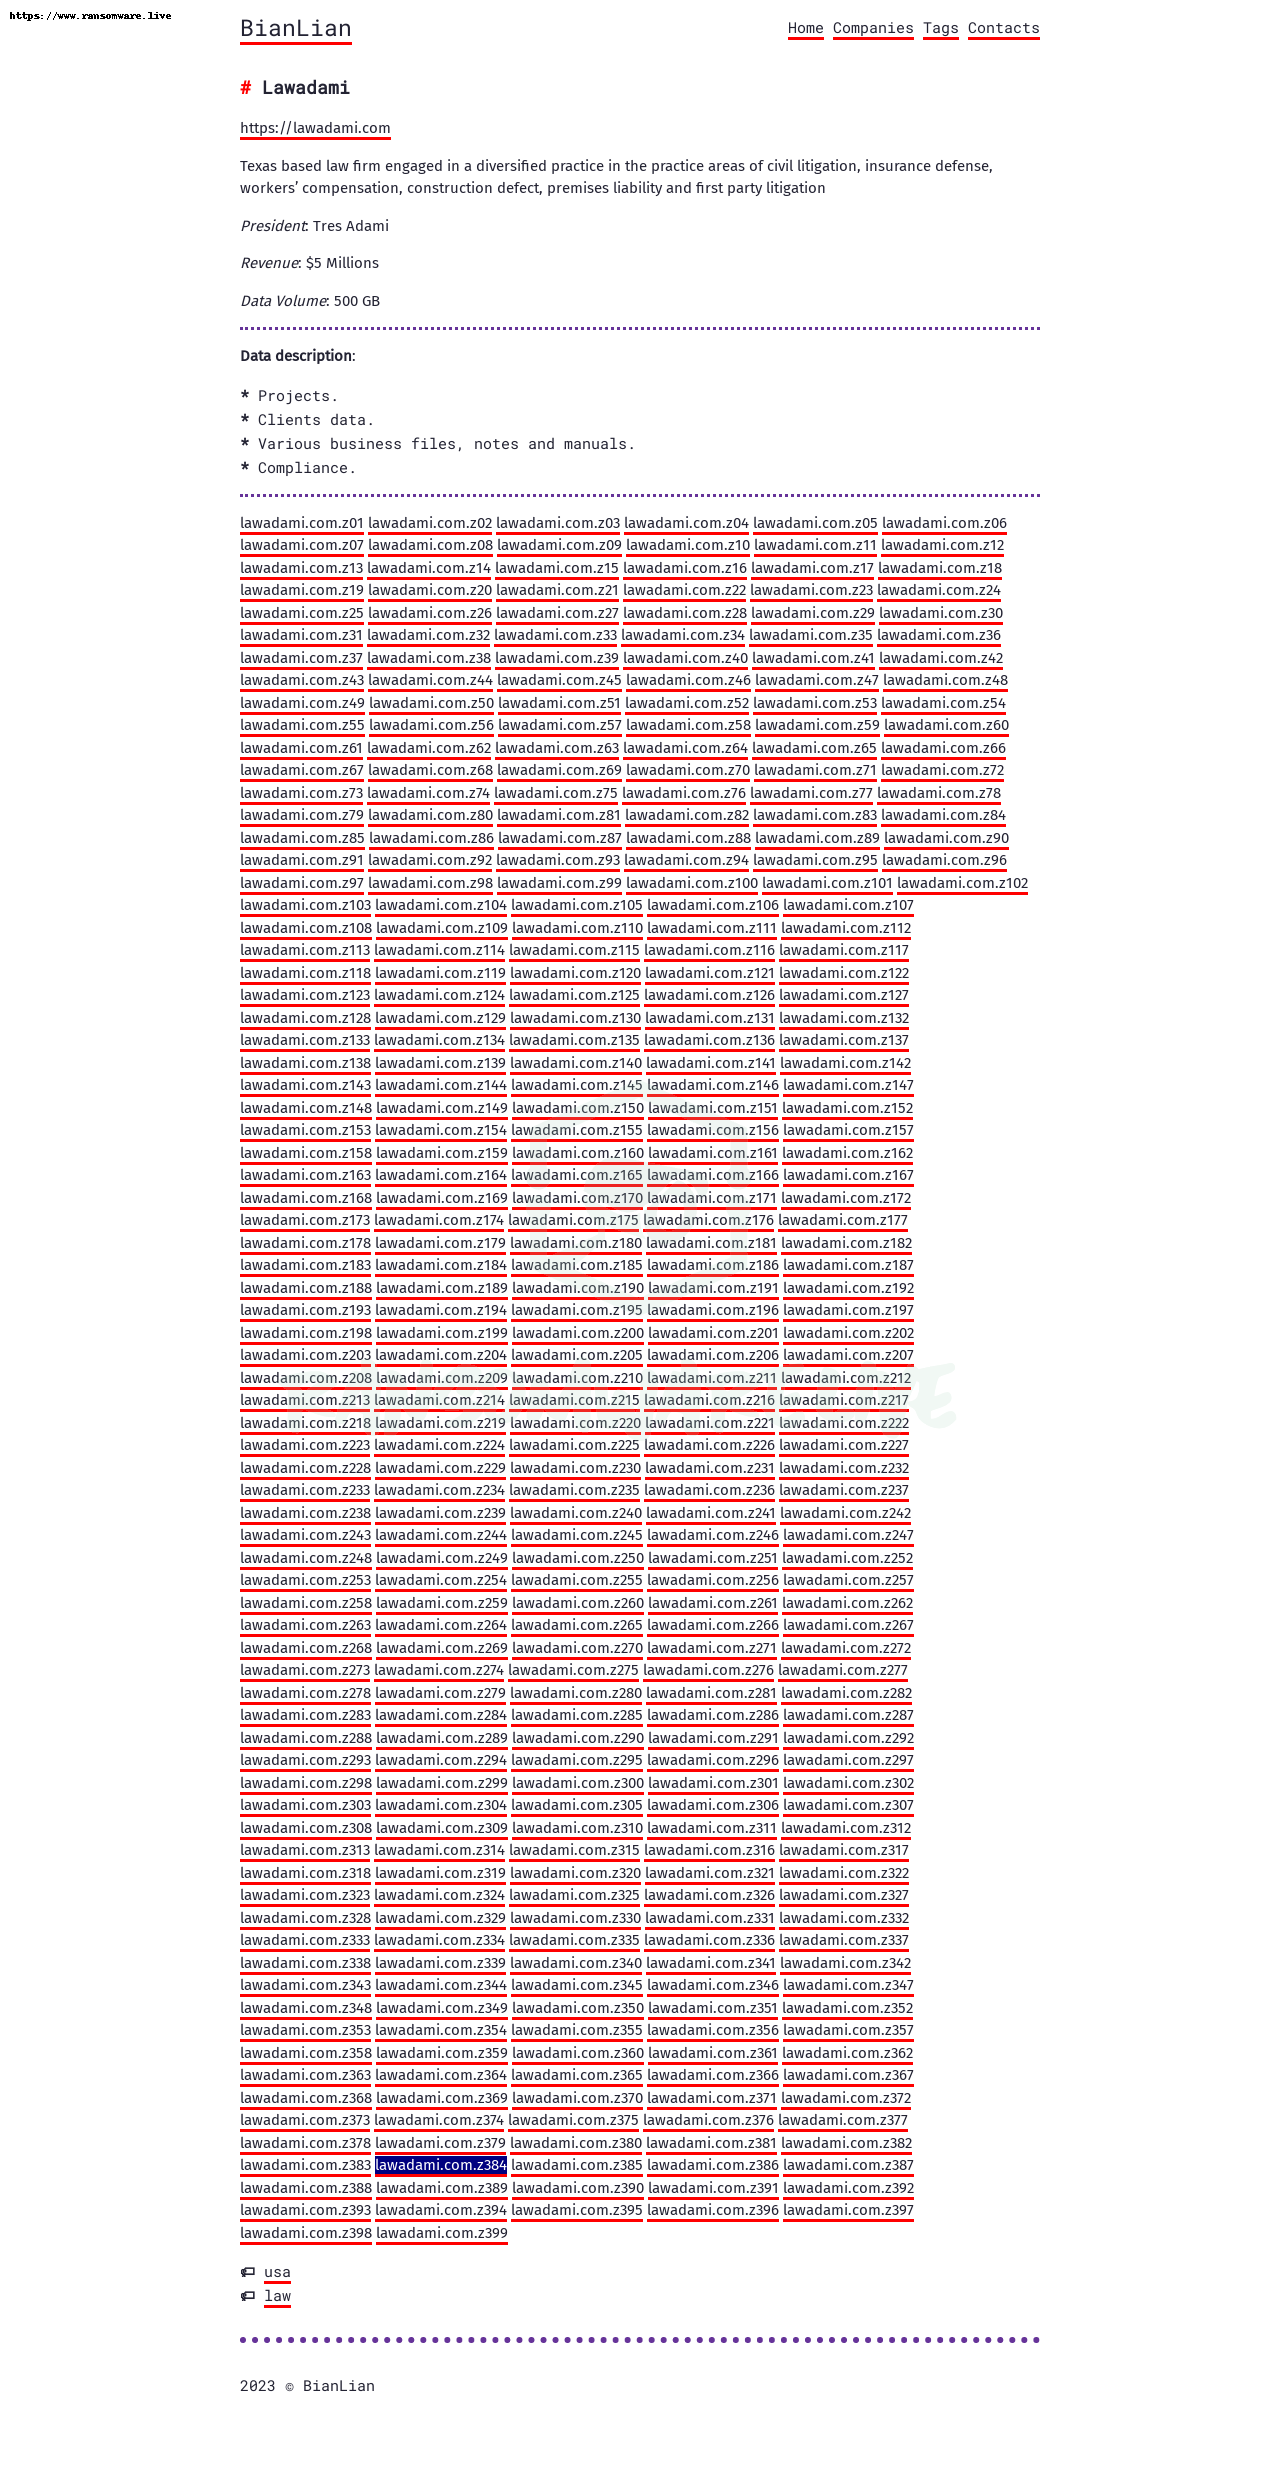 https://www.ransomware.live
BianLian
Home Companies Tags Contacts
# Lawadami
https://lawadami.com
Texas based law firm engaged in a diversified practice in the practice areas of civil litigation, insurance defense,
workers’ compensation, construction defect, premises liability and first party litigation
President: Tres Adami
Revenue: $5 Millions
Data Volume: 500 GB
Data description:
* Projects.
* Clients data.
* Various business files, notes and manuals.
* Compliance.
lawadami.com.z01 lawadami.com.z02 lawadami.com.z03 lawadami.com.z04 lawadami.com.z05 lawadami.com.z06
lawadami.com.z07 lawadami.com.z08 lawadami.com.z09 lawadami.com.z10 lawadami.com.z11 lawadami.com.z12
lawadami.com.z13 lawadami.com.z14 lawadami.com.z15 lawadami.com.z16 lawadami.com.z17 lawadami.com.z18
lawadami.com.z19 lawadami.com.z20 lawadami.com.z21 lawadami.com.z22 lawadami.com.z23 lawadami.com.z24
lawadami.com.z25 lawadami.com.z26 lawadami.com.z27 lawadami.com.z28 lawadami.com.z29 lawadami.com.z30
lawadami.com.z31 lawadami.com.z32 lawadami.com.z33 lawadami.com.z34 lawadami.com.z35 lawadami.com.z36
lawadami.com.z37 lawadami.com.z38 lawadami.com.z39 lawadami.com.z40 lawadami.com.z41 lawadami.com.z42
lawadami.com.z43 lawadami.com.z44 lawadami.com.z45 lawadami.com.z46 lawadami.com.z47 lawadami.com.z48
lawadami.com.z49 lawadami.com.z50 lawadami.com.z51 lawadami.com.z52 lawadami.com.z53 lawadami.com.z54
lawadami.com.z55 lawadami.com.z56 lawadami.com.z57 lawadami.com.z58 lawadami.com.z59 lawadami.com.z60
lawadami.com.z61 lawadami.com.z62 lawadami.com.z63 lawadami.com.z64 lawadami.com.z65 lawadami.com.z66
lawadami.com.z67 lawadami.com.z68 lawadami.com.z69 lawadami.com.z70 lawadami.com.z71 lawadami.com.z72
lawadami.com.z73 lawadami.com.z74 lawadami.com.z75 lawadami.com.z76 lawadami.com.z77 lawadami.com.z78
lawadami.com.z79 lawadami.com.z80 lawadami.com.z81 lawadami.com.z82 lawadami.com.z83 lawadami.com.z84
lawadami.com.z85 lawadami.com.z86 lawadami.com.z87 lawadami.com.z88 lawadami.com.z89 lawadami.com.z90
lawadami.com.z91 lawadami.com.z92 lawadami.com.z93 lawadami.com.z94 lawadami.com.z95 lawadami.com.z96
lawadami.com.z97 lawadami.com.z98 lawadami.com.z99 lawadami.com.z100 lawadami.com.z101 lawadami.com.z102
lawadami.com.z103 lawadami.com.z104 lawadami.com.z105 lawadami.com.z106 lawadami.com.z107
lawadami.com.z108 lawadami.com.z109 lawadami.com.z110 lawadami.com.z111 lawadami.com.z112
lawadami.com.z113 lawadami.com.z114 lawadami.com.z115 lawadami.com.z116 lawadami.com.z117
lawadami.com.z118 lawadami.com.z119 lawadami.com.z120 lawadami.com.z121 lawadami.com.z122
lawadami.com.z123 lawadami.com.z124 lawadami.com.z125 lawadami.com.z126 lawadami.com.z127
lawadami.com.z128 lawadami.com.z129 lawadami.com.z130 lawadami.com.z131 lawadami.com.z132
lawadami.com.z133 lawadami.com.z134 lawadami.com.z135 lawadami.com.z136 lawadami.com.z137
lawadami.com.z138 lawadami.com.z139 lawadami.com.z140 lawadami.com.z141 lawadami.com.z142
lawadami.com.z143 lawadami.com.z144 lawadami.com.z145 lawadami.com.z146 lawadami.com.z147
lawadami.com.z148 lawadami.com.z149 lawadami.com.z150 lawadami.com.z151 lawadami.com.z152
lawadami.com.z153 lawadami.com.z154 lawadami.com.z155 lawadami.com.z156 lawadami.com.z157
lawadami.com.z158 lawadami.com.z159 lawadami.com.z160 lawadami.com.z161 lawadami.com.z162
lawadami.com.z163 lawadami.com.z164 lawadami.com.z165 lawadami.com.z166 lawadami.com.z167
lawadami.com.z168 lawadami.com.z169 lawadami.com.z170 lawadami.com.z171 lawadami.com.z172
lawadami.com.z173 lawadami.com.z174 lawadami.com.z175 lawadami.com.z176 lawadami.com.z177
lawadami.com.z178 lawadami.com.z179 lawadami.com.z180 lawadami.com.z181 lawadami.com.z182
lawadami.com.z183 lawadami.com.z184 lawadami.com.z185 lawadami.com.z186 lawadami.com.z187
lawadami.com.z188 lawadami.com.z189 lawadami.com.z190 lawadami.com.z191 lawadami.com.z192
lawadami.com.z193 lawadami.com.z194 lawadami.com.z195 lawadami.com.z196 lawadami.com.z197
lawadami.com.z198 lawadami.com.z199 lawadami.com.z200 lawadami.com.z201 lawadami.com.z202
lawadami.com.z203 lawadami.com.z204 lawadami.com.z205 lawadami.com.z206 lawadami.com.z207
lawadami.com.z208 lawadami.com.z209 lawadami.com.z210 lawadami.com.z211 lawadami.com.z212
lawadami.com.z213 lawadami.com.z214 lawadami.com.z215 lawadami.com.z216 lawadami.com.z217
lawadami.com.z218 lawadami.com.z219 lawadami.com.z220 lawadami.com.z221 lawadami.com.z222
lawadami.com.z223 lawadami.com.z224 lawadami.com.z225 lawadami.com.z226 lawadami.com.z227
lawadami.com.z228 lawadami.com.z229 lawadami.com.z230 lawadami.com.z231 lawadami.com.z232
lawadami.com.z233 lawadami.com.z234 lawadami.com.z235 lawadami.com.z236 lawadami.com.z237
lawadami.com.z238 lawadami.com.z239 lawadami.com.z240 lawadami.com.z241 lawadami.com.z242
lawadami.com.z243 lawadami.com.z244 lawadami.com.z245 lawadami.com.z246 lawadami.com.z247
lawadami.com.z248 lawadami.com.z249 lawadami.com.z250 lawadami.com.z251 lawadami.com.z252
lawadami.com.z253 lawadami.com.z254 lawadami.com.z255 lawadami.com.z256 lawadami.com.z257
lawadami.com.z258 lawadami.com.z259 lawadami.com.z260 lawadami.com.z261 lawadami.com.z262
lawadami.com.z263 lawadami.com.z264 lawadami.com.z265 lawadami.com.z266 lawadami.com.z267
lawadami.com.z268 lawadami.com.z269 lawadami.com.z270 lawadami.com.z271 lawadami.com.z272
lawadami.com.z273 lawadami.com.z274 lawadami.com.z275 lawadami.com.z276 lawadami.com.z277
lawadami.com.z278 lawadami.com.z279 lawadami.com.z280 lawadami.com.z281 lawadami.com.z282
lawadami.com.z283 lawadami.com.z284 lawadami.com.z285 lawadami.com.z286 lawadami.com.z287
lawadami.com.z288 lawadami.com.z289 lawadami.com.z290 lawadami.com.z291 lawadami.com.z292
lawadami.com.z293 lawadami.com.z294 lawadami.com.z295 lawadami.com.z296 lawadami.com.z297
lawadami.com.z298 lawadami.com.z299 lawadami.com.z300 lawadami.com.z301 lawadami.com.z302
lawadami.com.z303 lawadami.com.z304 lawadami.com.z305 lawadami.com.z306 lawadami.com.z307
lawadami.com.z308 lawadami.com.z309 lawadami.com.z310 lawadami.com.z311 lawadami.com.z312
lawadami.com.z313 lawadami.com.z314 lawadami.com.z315 lawadami.com.z316 lawadami.com.z317
lawadami.com.z318 lawadami.com.z319 lawadami.com.z320 lawadami.com.z321 lawadami.com.z322
lawadami.com.z323 lawadami.com.z324 lawadami.com.z325 lawadami.com.z326 lawadami.com.z327
lawadami.com.z328 lawadami.com.z329 lawadami.com.z330 lawadami.com.z331 lawadami.com.z332
lawadami.com.z333 lawadami.com.z334 lawadami.com.z335 lawadami.com.z336 lawadami.com.z337
lawadami.com.z338 lawadami.com.z339 lawadami.com.z340 lawadami.com.z341 lawadami.com.z342
lawadami.com.z343 lawadami.com.z344 lawadami.com.z345 lawadami.com.z346 lawadami.com.z347
lawadami.com.z348 lawadami.com.z349 lawadami.com.z350 lawadami.com.z351 lawadami.com.z352
lawadami.com.z353 lawadami.com.z354 lawadami.com.z355 lawadami.com.z356 lawadami.com.z357
lawadami.com.z358 lawadami.com.z359 lawadami.com.z360 lawadami.com.z361 lawadami.com.z362
lawadami.com.z363 lawadami.com.z364 lawadami.com.z365 lawadami.com.z366 lawadami.com.z367
lawadami.com.z368 lawadami.com.z369 lawadami.com.z370 lawadami.com.z371 lawadami.com.z372
lawadami.com.z373 lawadami.com.z374 lawadami.com.z375 lawadami.com.z376 lawadami.com.z377
lawadami.com.z378 lawadami.com.z379 lawadami.com.z380 lawadami.com.z381 lawadami.com.z382
lawadami.com.z383 lawadami.com.z384 lawadami.com.z385 lawadami.com.z386 lawadami.com.z387
lawadami.com.z388 lawadami.com.z389 lawadami.com.z390 lawadami.com.z391 lawadami.com.z392
lawadami.com.z393 lawadami.com.z394 lawadami.com.z395 lawadami.com.z396 lawadami.com.z397
lawadami.com.z398 lawadami.com.z399
usa
law
2023 © BianLian